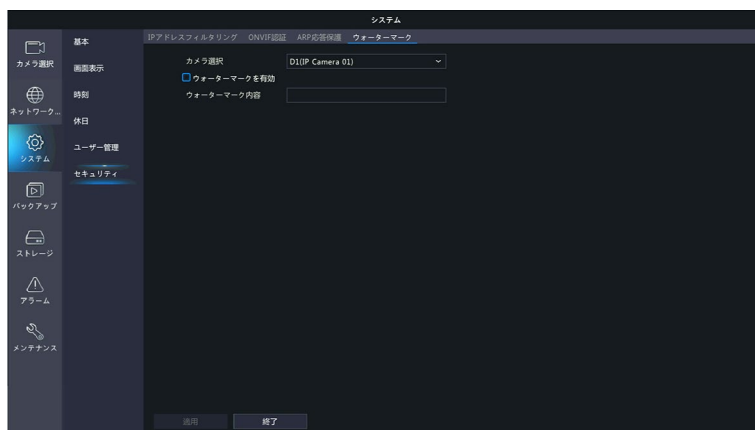 システム
IPアドレスフィルタリング ONVIF認証 ARP応答保護 ウォーターマーク
カメラ選択
ネットワーク...
システム
バックアップ
ストレージ
アラーム
メンテナンス
基本
画面表示
時刻
休日
ユーザー管理
セキュリティ
カメラ選択 D1(IP Camera 01)
ウォーターマークを有効
ウォーターマーク内容
適用 終了